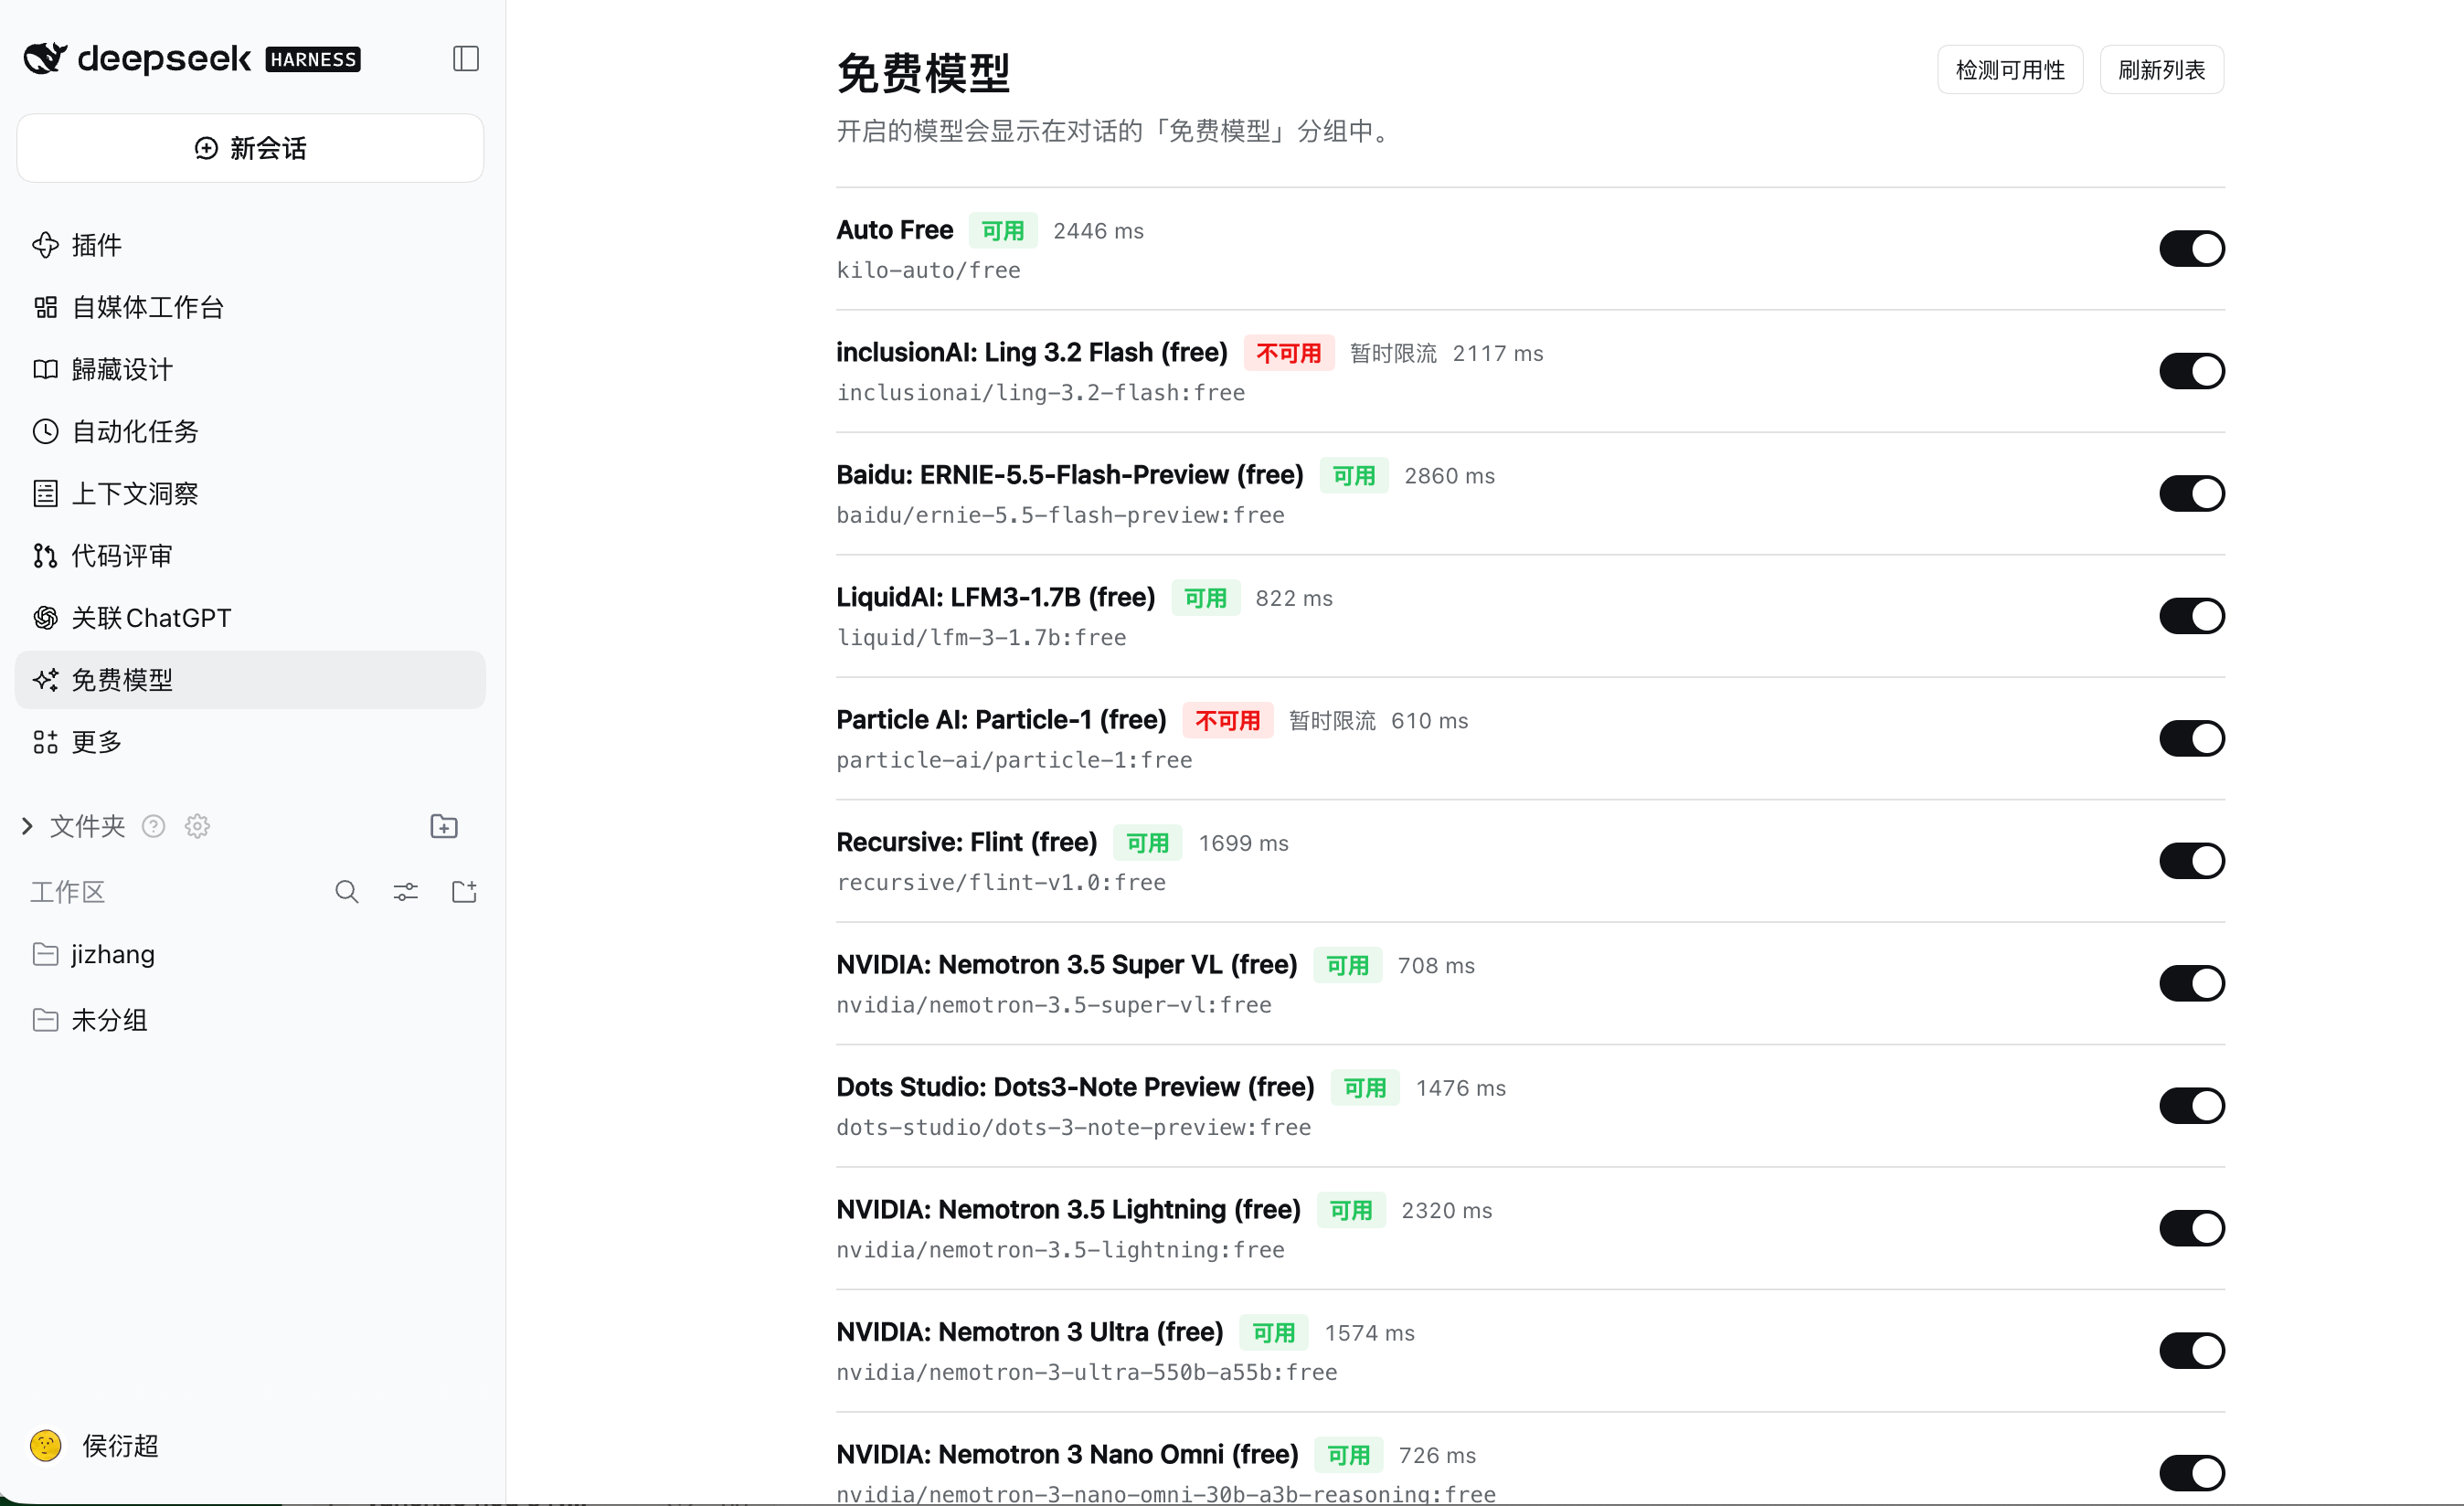 deepseek HARNESS
新会话
插件
自媒体工作台
歸藏设计
自动化任务
上下文洞察
代码评审
关联 ChatGPT
免费模型
更多
文件夹
工作区
jizhang
未分组
侯衍超
免费模型
检测可用性
刷新列表
开启的模型会显示在对话的「免费模型」分组中。
Auto Free 可用 2446 ms
kilo-auto/free
inclusionAI: Ling 3.2 Flash (free) 不可用 暂时限流 2117 ms
inclusionai/ling-3.2-flash:free
Baidu: ERNIE-5.5-Flash-Preview (free) 可用 2860 ms
baidu/ernie-5.5-flash-preview:free
LiquidAI: LFM3-1.7B (free) 可用 822 ms
liquid/lfm-3-1.7b:free
Particle AI: Particle-1 (free) 不可用 暂时限流 610 ms
particle-ai/particle-1:free
Recursive: Flint (free) 可用 1699 ms
recursive/flint-v1.0:free
NVIDIA: Nemotron 3.5 Super VL (free) 可用 708 ms
nvidia/nemotron-3.5-super-vl:free
Dots Studio: Dots3-Note Preview (free) 可用 1476 ms
dots-studio/dots-3-note-preview:free
NVIDIA: Nemotron 3.5 Lightning (free) 可用 2320 ms
nvidia/nemotron-3.5-lightning:free
NVIDIA: Nemotron 3 Ultra (free) 可用 1574 ms
nvidia/nemotron-3-ultra-550b-a55b:free
NVIDIA: Nemotron 3 Nano Omni (free) 可用 726 ms
nvidia/nemotron-3-nano-omni-30b-a3b-reasoning:free